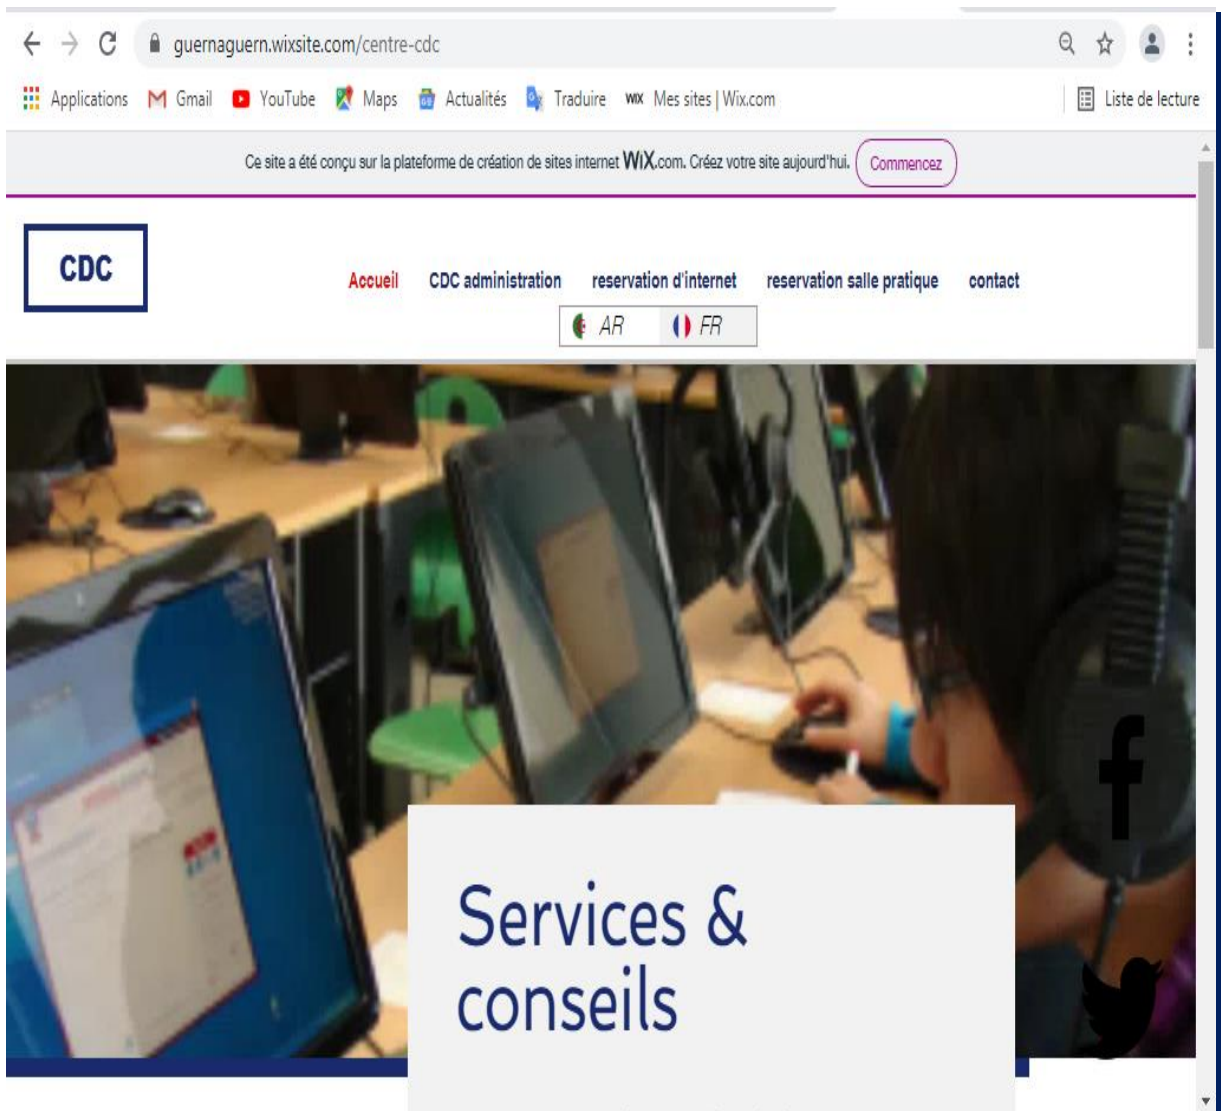 guernaguern.wixsite.com/centre-cdc
Applications Gmail YouTube Maps Actualités Traduire WIX Mes sites | Wix.com Liste de lecture
Ce site a été conçu sur la plateforme de création de sites internet WiX.com. Créez votre site aujourd'hui. Commencez
CDC
Accueil CDC administration reservation d'internet reservation salle pratique contact
AR FR
Services &
conseils